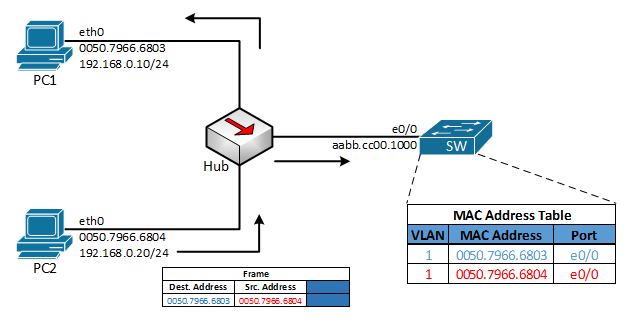 eth0
0050.7966.6803
192.168.0.10/24
PC1
e0/0
aabb.cc00.1000
SW
Hub
eth0
0050.7966.6804
192.168.0.20/24
PC2
MAC Address Table
VLAN MAC Address Port
1 0050.7966.6803 e0/0
1 0050.7966.6804 e0/0
Frame
Dest. Address Src. Address
0050.7966.6803 0050.7966.6804